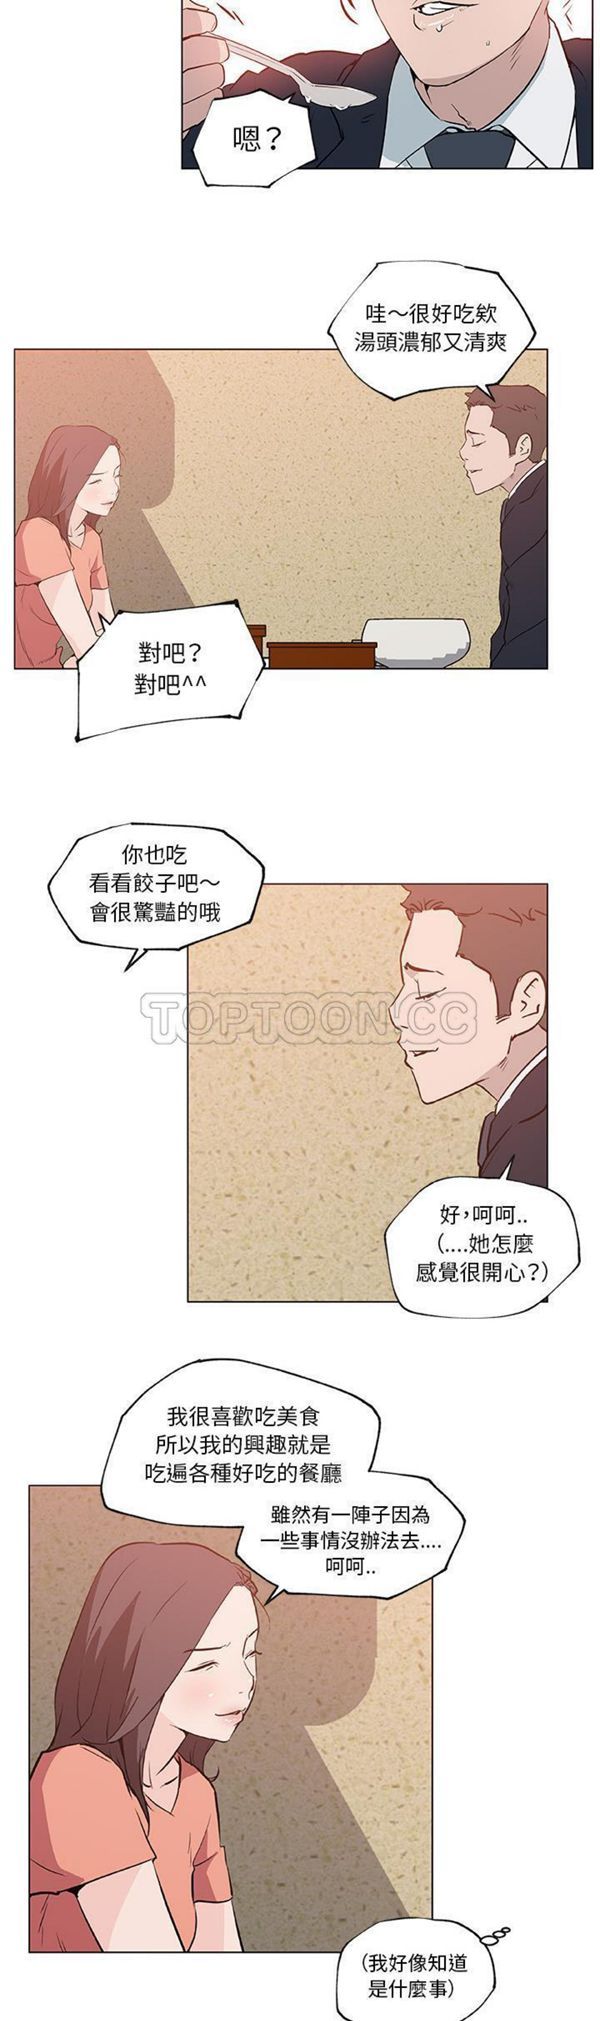 嗯？
哇～很好吃欸
湯頭濃郁又清爽
對吧？
對吧^^
你也吃
看看餃子吧～
會很驚豔的哦
TOPTOON.CC
好，呵呵..
（....她怎麼
感覺很開心？）
我很喜歡吃美食
所以我的興趣就是
吃遍各種好吃的餐廳
雖然有一陣子因為
一些事情沒辦法去....
呵呵..
（我好像知道
是什麼事）